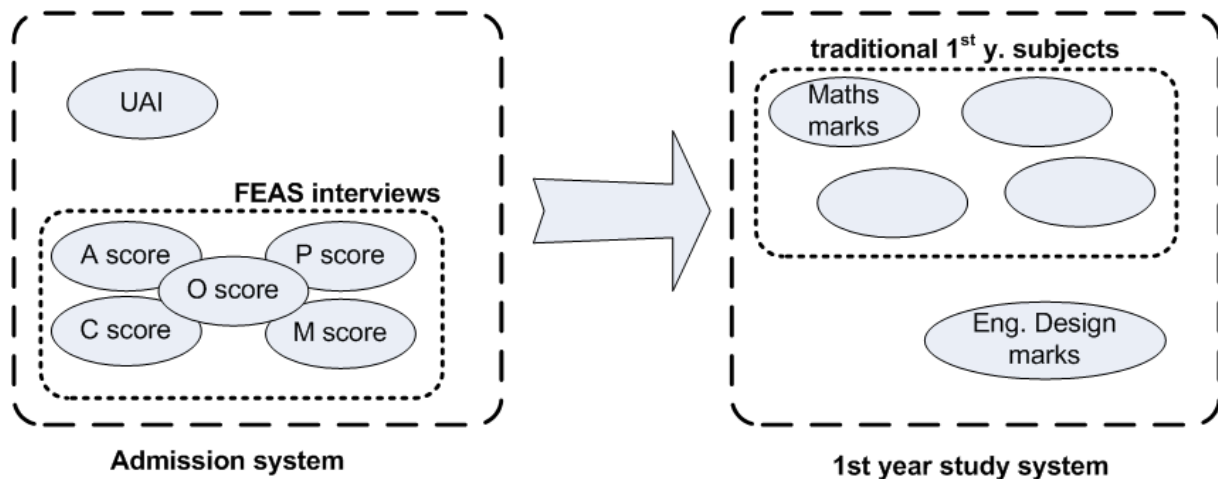 UAI
FEAS interviews
A score
P score
O score
C score
M score
Admission system
traditional 1st y. subjects
Maths
marks
Eng. Design
marks
1st year study system